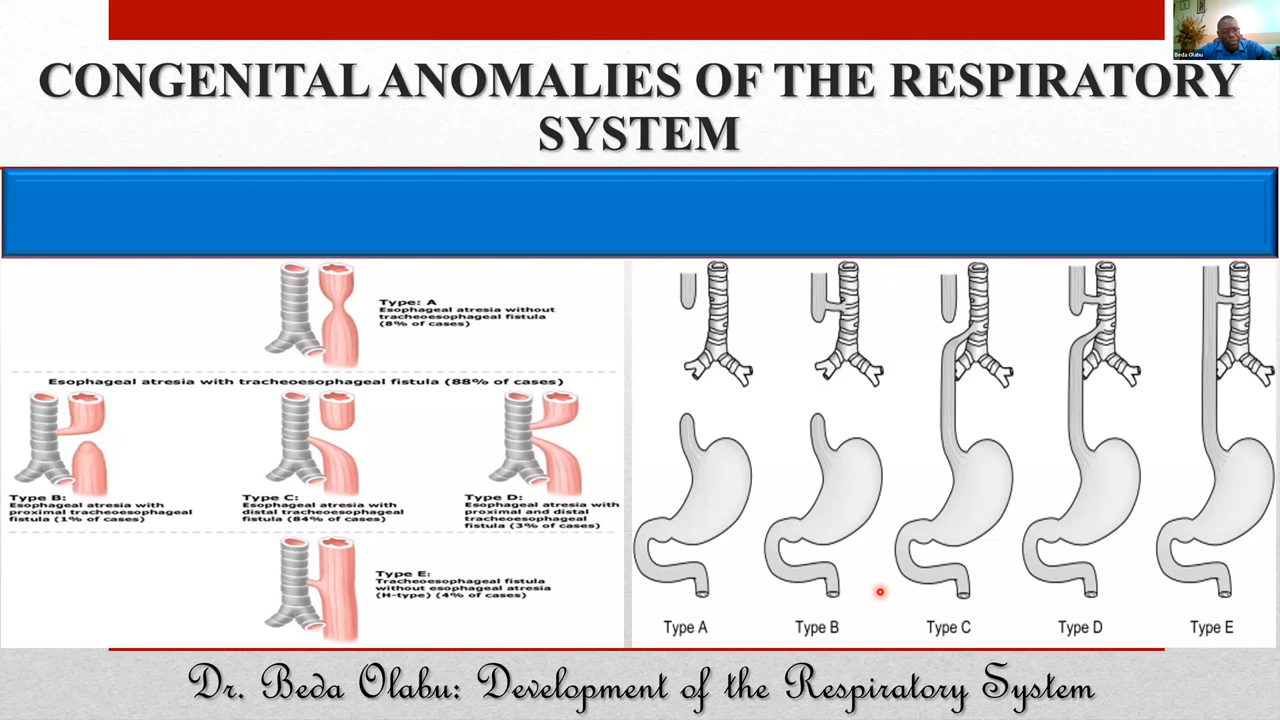 Beda Olabu
CONGENITAL ANOMALIES OF THE RESPIRATORY
SYSTEM
Type: A
Esophageal atresia without
tracheoesophageal fistula
(8% of cases)
Esophageal atresia with tracheoesophageal fistula (88% of cases)
Type B:
Esophageal atresia with
proximal tracheoesophageal
fistula (1% of cases)
Type C:
Esophageal atresia with
distal tracheoesophageal
fistula (84% of cases)
Type D:
Esophageal atresia with
proximal and distal
tracheoesophageal
fistula (3% of cases)
Type E:
Tracheoesophageal fistula
without esophageal atresia
(H-type) (4% of cases)
Type A
Type B
Type C
Type D
Type E
Dr. Beda Olabu: Development of the Respiratory System